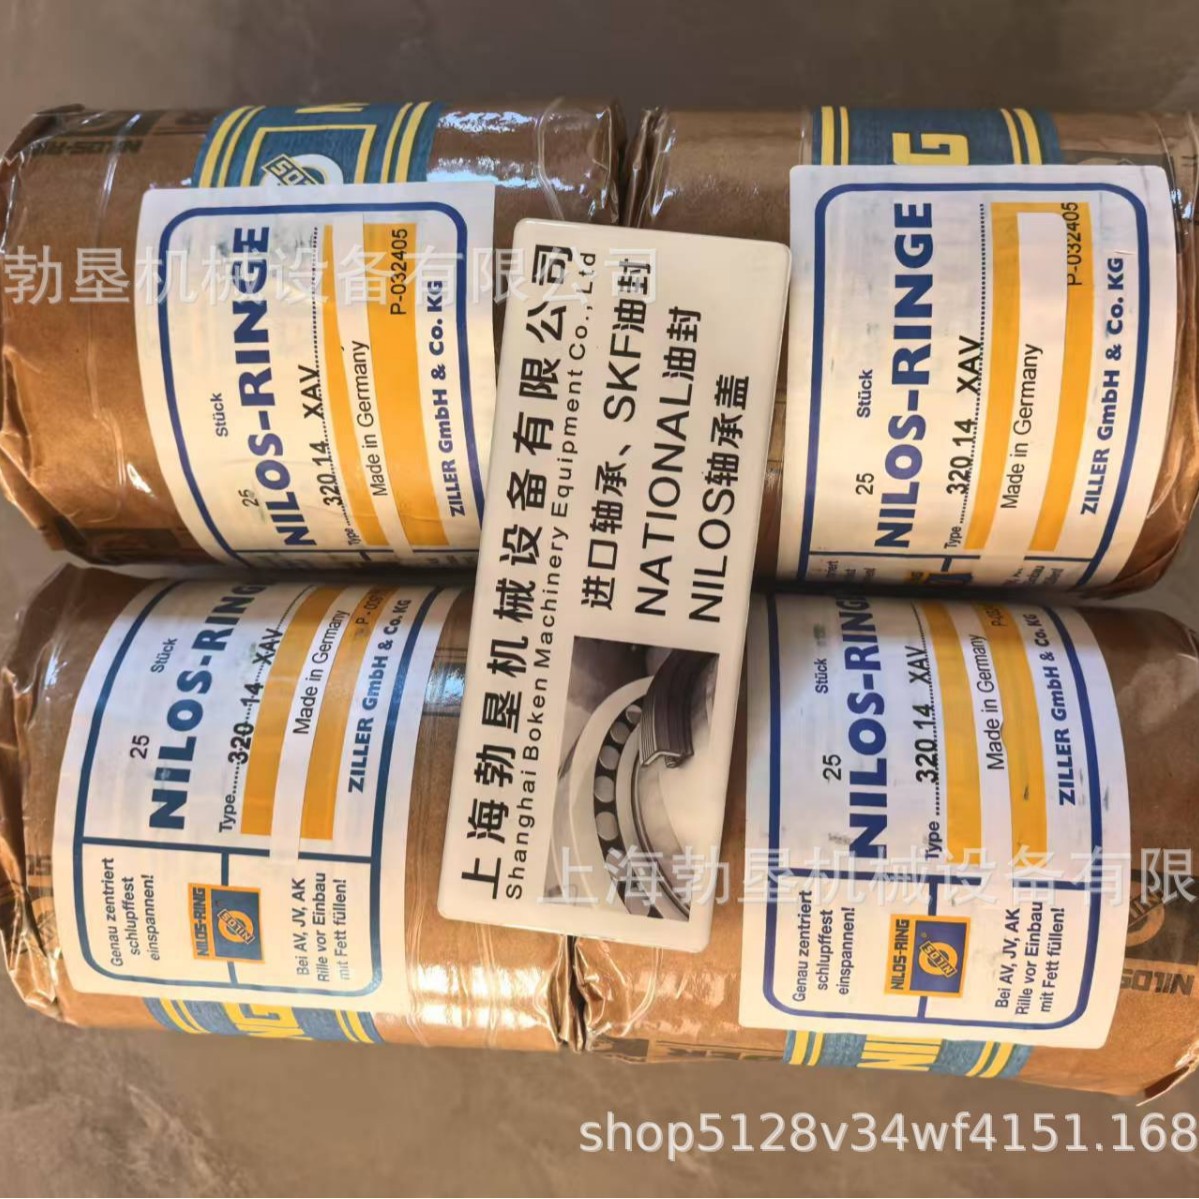 NILOS-RING
25 Stück
NILOS-RINGE
Type 320 14 XAV
Made in Germany
P-032405
ZILLER GmbH & Co. KG
G
25 Stück
NILOS-RINGE
Type 320 14 XAV
Made in Germany
P-032405
ZILLER GmbH & Co. KG
上海勃垦机械设备有限公司
Shanghai Boken Machinery Equipment Co.,Ltd
进口轴承、SKF油封
NATIONAL油封
NILOS轴承盖
25 Stück
NILOS-RING
Type 320 14 XAV
Made in Germany
ZILLER GmbH & Co. KG
Genau zentriert
schlupffest
einspannen!
NILOS-RING
NILOS
Bei AV, JV, AK
Rille vor Einbau
mit Fett füllen!
25 Stück
NILOS-RING
Type 320 14 XAV
Made in Germany
ZILLER GmbH & Co. KG
Genau zentriert
schlupffest
einspannen!
NILOS-RING
NILOS
Bei AV, JV, AK
Rille vor Einbau
mit Fett füllen!
NILOS
勃垦机械设备有限公司
上海勃垦机械设备有限
shop5128v34wf4151.168